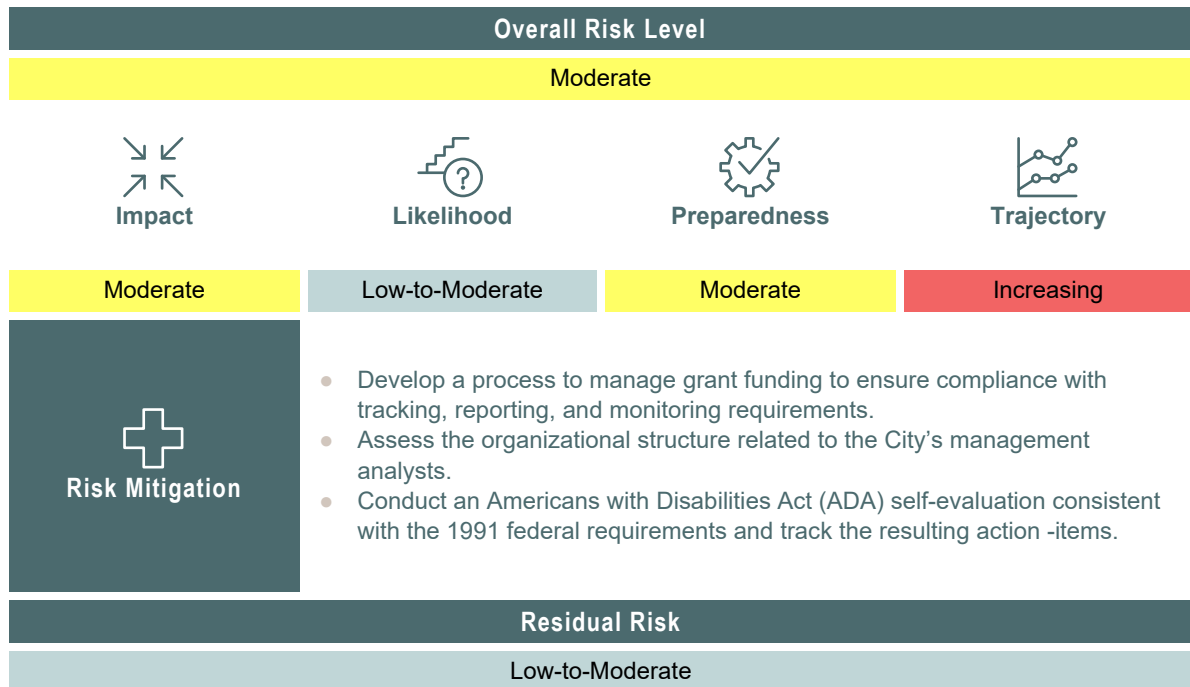 Overall Risk Level
Moderate
Impact
Likelihood
Preparedness
Trajectory
Moderate
Low-to-Moderate
Moderate
Increasing
Risk Mitigation
● Develop a process to manage grant funding to ensure compliance with
tracking, reporting, and monitoring requirements.
● Assess the organizational structure related to the City’s management
analysts.
● Conduct an Americans with Disabilities Act (ADA) self-evaluation consistent
with the 1991 federal requirements and track the resulting action -items.
Residual Risk
Low-to-Moderate